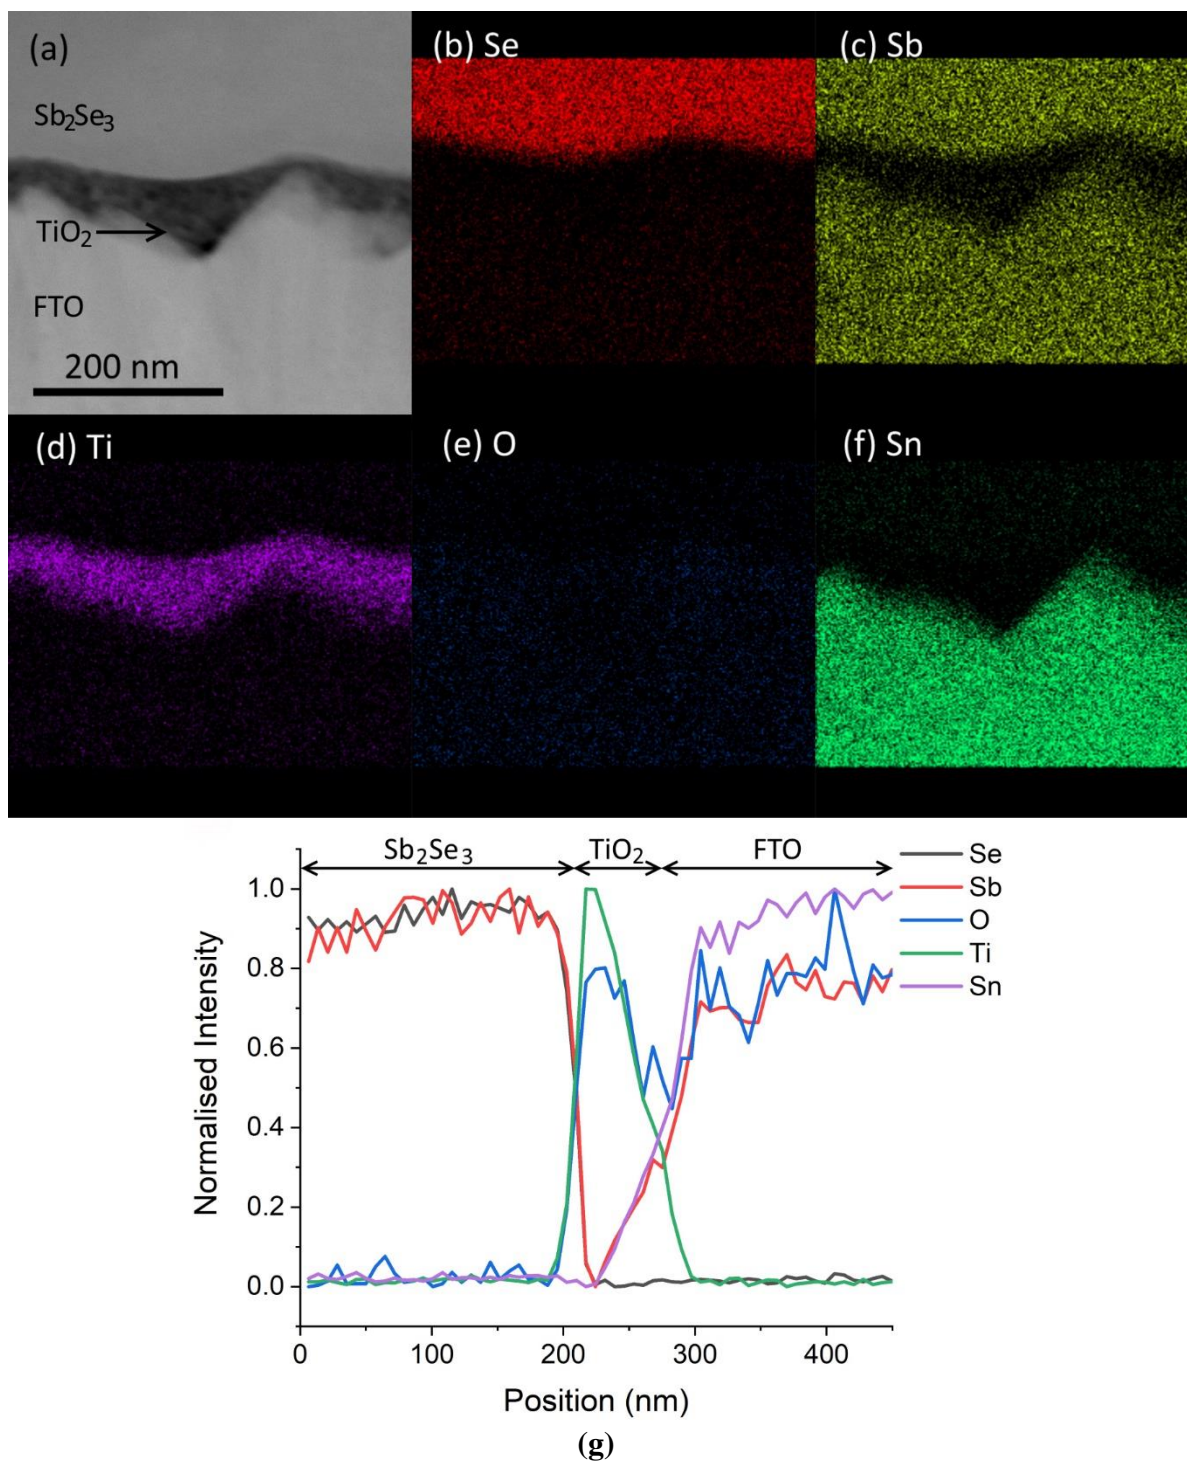 (a)
(b) Se
(c) Sb
Sb₂Se₃
TiO₂
FTO
200 nm
(d) Ti
(e) O
(f) Sn
Sb₂Se₃
TiO₂
FTO
Se
Sb
O
Ti
Sn
1.0
0.8
0.6
0.4
0.2
0.0
Normalised Intensity
0
100
200
300
400
Position (nm)
(g)